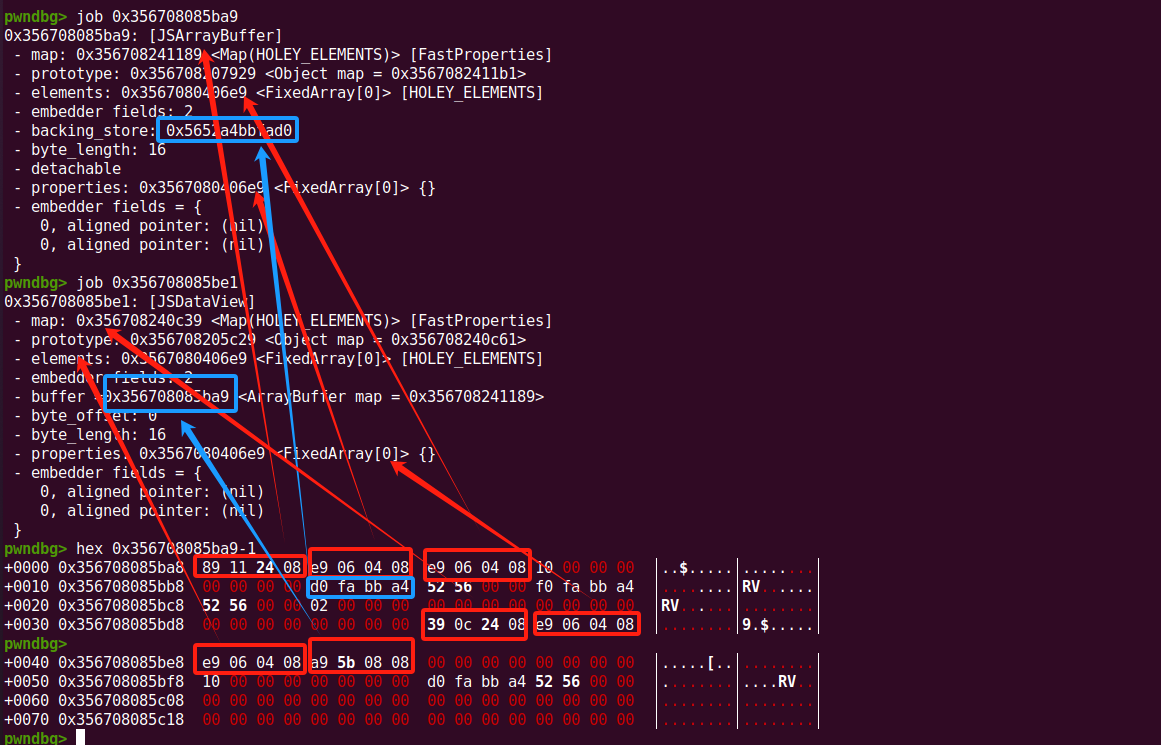 pwndbg> job 0x356708085ba9
0x356708085ba9: [JSArrayBuffer]
 - map: 0x356708241189 <Map(HOLEY_ELEMENTS)> [FastProperties]
 - prototype: 0x356708207929 <Object map = 0x3567082411b1>
 - elements: 0x3567080406e9 <FixedArray[0]> [HOLEY_ELEMENTS]
 - embedder fields: 2
 - backing_store: 0x5652a4bbfad0
 - byte_length: 16
 - detachable
 - properties: 0x3567080406e9 <FixedArray[0]> {}
 - embedder fields = {
    0, aligned pointer: (nil)
    0, aligned pointer: (nil)
 }
pwndbg> job 0x356708085be1
0x356708085be1: [JSDataView]
 - map: 0x356708240c39 <Map(HOLEY_ELEMENTS)> [FastProperties]
 - prototype: 0x356708205c29 <Object map = 0x356708240c61>
 - elements: 0x3567080406e9 <FixedArray[0]> [HOLEY_ELEMENTS]
 - embedder fields: 2
 - buffer =0x356708085ba9 <ArrayBuffer map = 0x356708241189>
 - byte_offset: 0
 - byte_length: 16
 - properties: 0x3567080406e9 <FixedArray[0]> {}
 - embedder fields = {
    0, aligned pointer: (nil)
    0, aligned pointer: (nil)
 }
pwndbg> hex 0x356708085ba9-1
+0000 0x356708085ba8  89 11 24 08 e9 06 04 08  e9 06 04 08 10 00 00 00  |..$.....|........|
+0010 0x356708085bb8  00 00 00 00 d0 fa bb a4  52 56 00 00 f0 fa bb a4  |........|RV......|
+0020 0x356708085bc8  52 56 00 00 02 00 00 00  00 00 00 00 00 00 00 00  |RV......|........|
+0030 0x356708085bd8  00 00 00 00 00 00 00 00  39 0c 24 08 e9 06 04 08  |........|9.$.....|
pwndbg>
+0040 0x356708085be8  e9 06 04 08 a9 5b 08 08  00 00 00 00 00 00 00 00  |.....[..|........|
+0050 0x356708085bf8  10 00 00 00 00 00 00 00  d0 fa bb a4 52 56 00 00  |........|....RV..|
+0060 0x356708085c08  00 00 00 00 00 00 00 00  00 00 00 00 00 00 00 00  |........|........|
+0070 0x356708085c18  00 00 00 00 00 00 00 00  00 00 00 00 00 00 00 00  |........|........|
pwndbg>